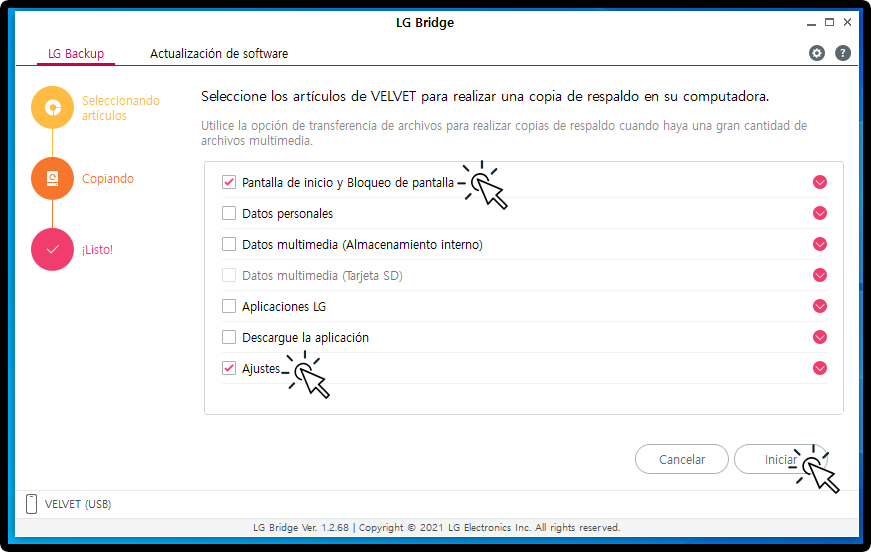 LG Bridge
LG Backup
Actualización de software
Seleccionando
artículos
Copiando
¡Listo!
Seleccione los artículos de VELVET para realizar una copia de respaldo en su computadora.
Utilice la opción de transferencia de archivos para realizar copias de respaldo cuando haya una gran cantidad de
archivos multimedia.
Pantalla de inicio y Bloqueo de pantalla
Datos personales
Datos multimedia (Almacenamiento interno)
Datos multimedia (Tarjeta SD)
Aplicaciones LG
Descargue la aplicación
Ajustes
Cancelar
Iniciar
VELVET (USB)
LG Bridge Ver. 1.2.68 | Copyright © 2021 LG Electronics Inc. All rights reserved.